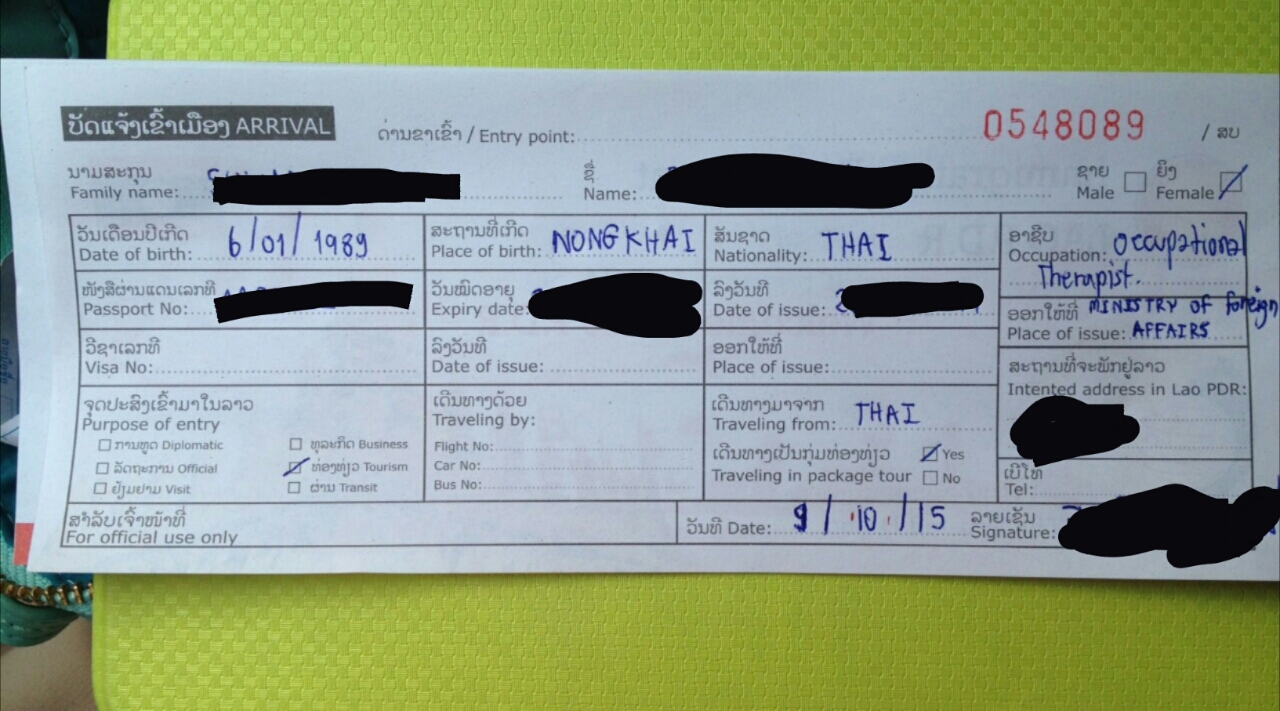 ບັດແຈ້ງເຂົ້າເມືອງ ARRIVAL
ດ່ານຂາເຂົ້າ / Entry point:
0548089 / ສບ
ນາມສະກຸນ
Family name:
ຊື່
Name:
ຊາຍ
Male
ຍິງ
Female
ວັນເດືອນປີເກີດ
Date of birth: 6/01/1989
ສະຖານທີ່ເກີດ
Place of birth: NONG KHAI
ສັນຊາດ
Nationality: THAI
ອາຊີບ
Occupation: Occupational
Therapist.
ໜັງສືຜ່ານແດນເລກທີ
Passport No:
ວັນໝົດອາຍຸ
Expiry date:
ລົງວັນທີ
Date of issue:
ອອກໃຫ້ທີ່ MINISTRY of foreign
Place of issue: AFFAIRS
ວີຊາເລກທີ
Visa No:
ລົງວັນທີ
Date of issue:
ອອກໃຫ້ທີ່
Place of issue:
ສະຖານທີ່ຈະພັກຢູ່ລາວ
Intented address in Lao PDR:
ຈຸດປະສົງເຂົ້າມາໃນລາວ
Purpose of entry
ການທູດ Diplomatic
ທຸລະກິດ Business
ລັດຖະການ Official
ທ່ອງທ່ຽວ Tourism
ຢ້ຽມຢາມ Visit
ຜ່ານ Transit
ເດີນທາງດ້ວຍ
Traveling by:
Flight No:
Car No:
Bus No:
ເດີນທາງມາຈາກ
Traveling from: THAI
ເດີນທາງເປັນກຸ່ມທ່ອງທ່ຽວ Yes
Traveling in package tour No
ເບີໂທ
Tel:
ສຳລັບເຈົ້າໜ້າທີ່
For official use only
ວັນທີ Date: 9/10/15
ລາຍເຊັນ
Signature: